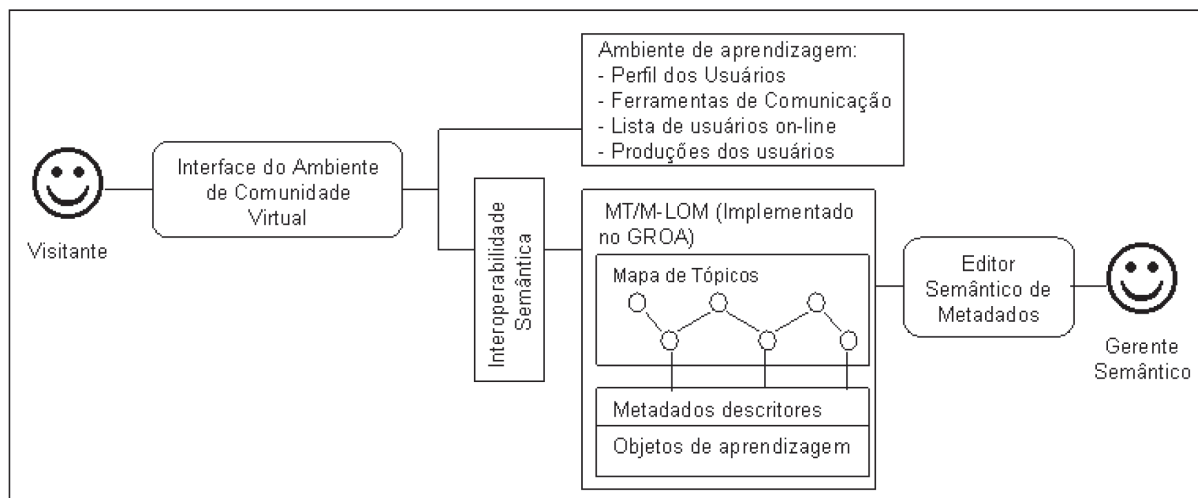 Visitante
Interface do Ambiente
de Comunidade
Virtual
Ambiente de aprendizagem:
- Perfil dos Usuários
- Ferramentas de Comunicação
- Lista de usuários on-line
- Produções dos usuários
Interoperabilidade
Semântica
MT/M-LOM (Implementado
no GROA)
Mapa de Tópicos
Metadados descritores
Objetos de aprendizagem
Editor
Semântico de
Metadados
Gerente
Semântico